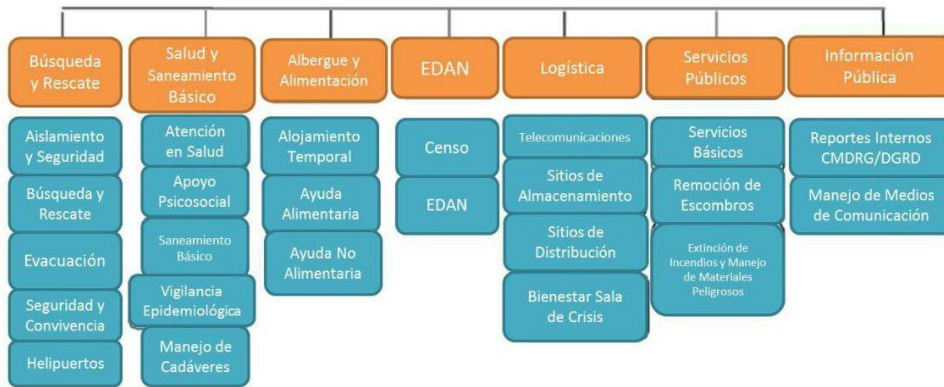 Búsqueda
y Rescate
Salud y
Saneamiento
Básico
Albergue y
Alimentación
EDAN
Logística
Servicios
Públicos
Información
Pública
Aislamiento
y Seguridad
Búsqueda y
Rescate
Evacuación
Seguridad y
Convivencia
Helipuertos
Atención
en Salud
Apoyo
Psicosocial
Saneamiento
Básico
Vigilancia
Epidemiológica
Manejo de
Cadáveres
Alojamiento
Temporal
Ayuda
Alimentaria
Ayuda No
Alimentaria
Censo
EDAN
Telecomunicaciones
Sitios de
Almacenamiento
Sitios de
Distribución
Bienestar Sala
de Crisis
Servicios
Básicos
Remoción de
Escombros
Extinción de
Incendios y Manejo
de Materiales
Peligrosos
Reportes Internos
CMDRG/DGRD
Manejo de Medios
de Comunicación